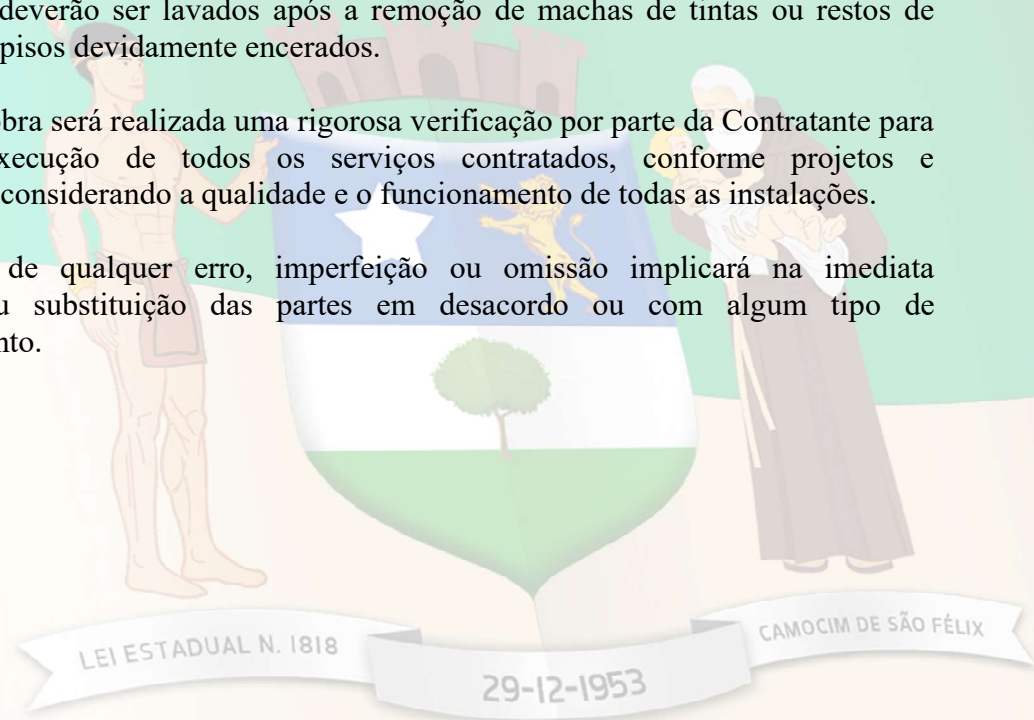 deverão ser lavados após a remoção de machas de tintas ou restos de
pisos devidamente encerados.
bra será realizada uma rigorosa verificação por parte da Contratante para
xecução de todos os serviços contratados, conforme projetos e
considerando a qualidade e o funcionamento de todas as instalações.
de qualquer erro, imperfeição ou omissão implicará na imediata
u substituição das partes em desacordo ou com algum tipo de
nto.
LEI ESTADUAL N. 1818
29-12-1953
CAMOCIM DE SÃO FÉLIX